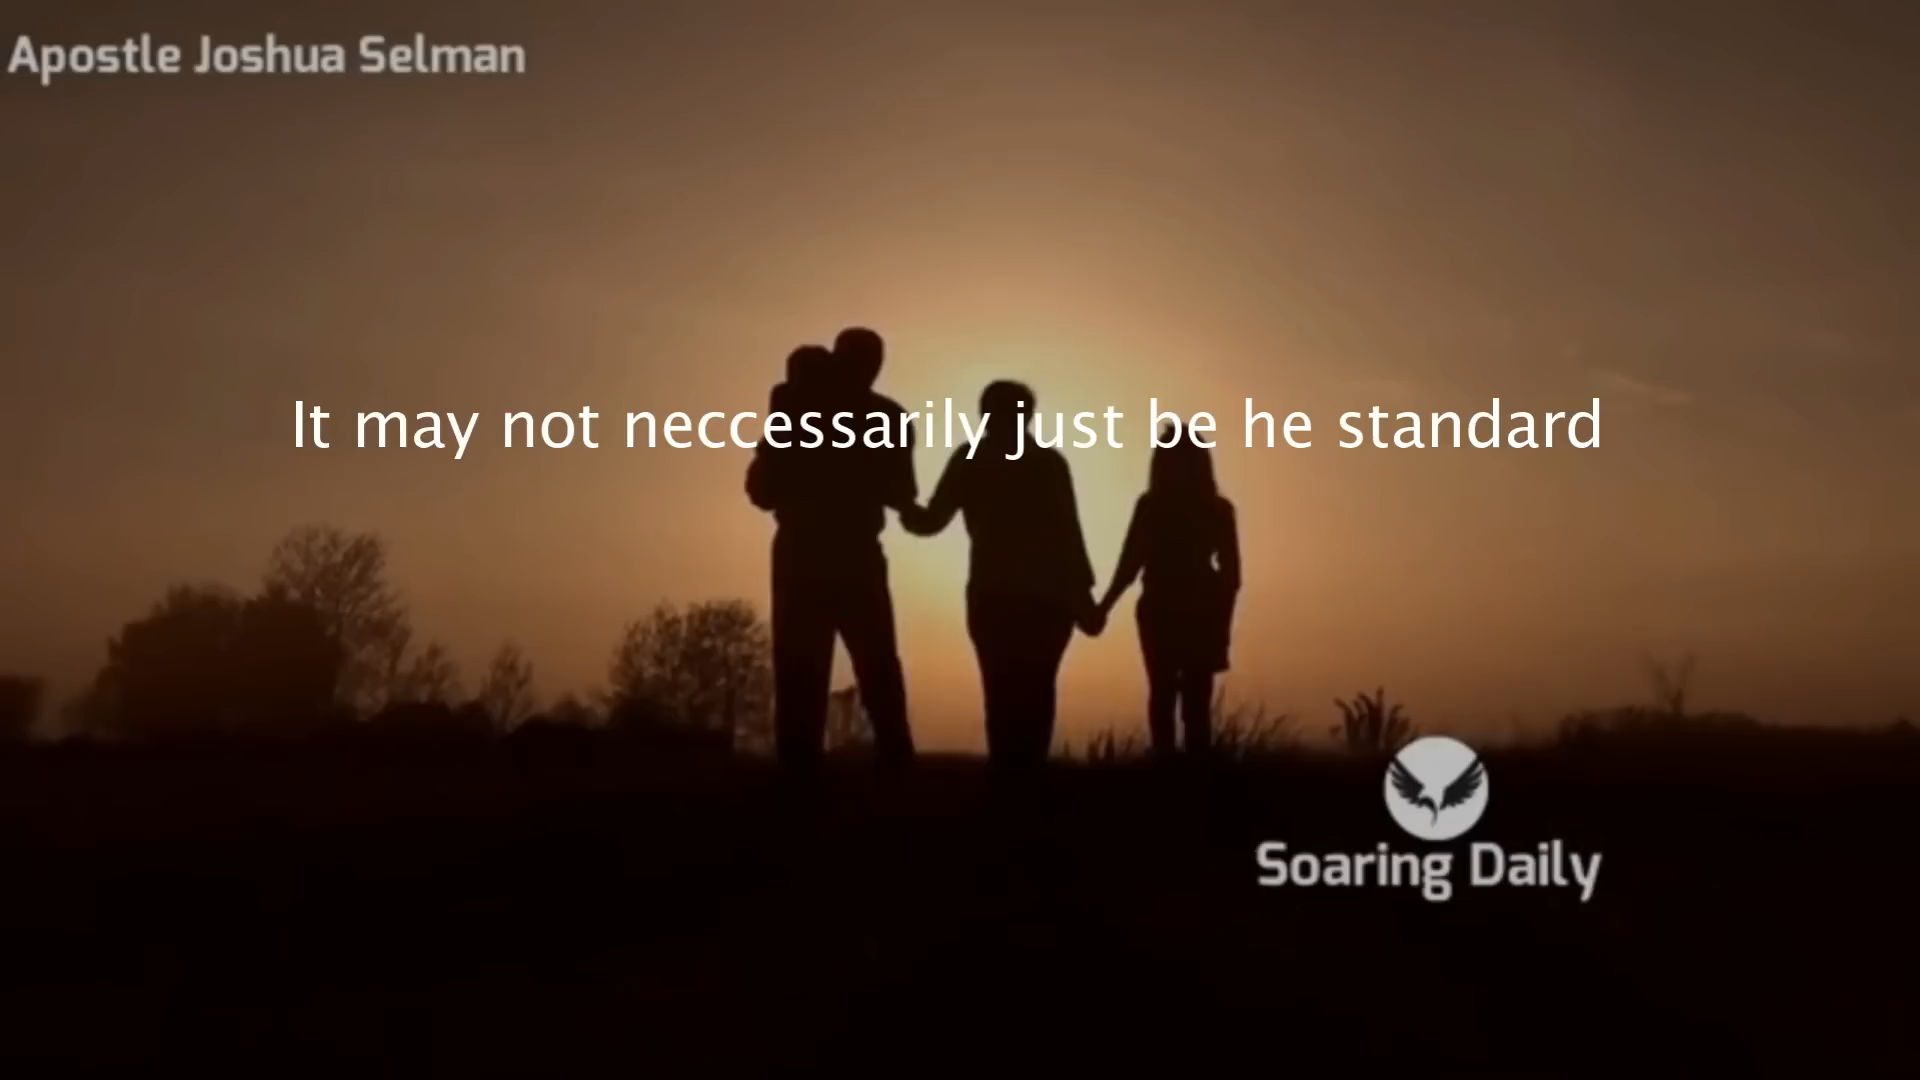 Apostle Joshua Selman
It may not neccessarily just be he standard
Soaring Daily